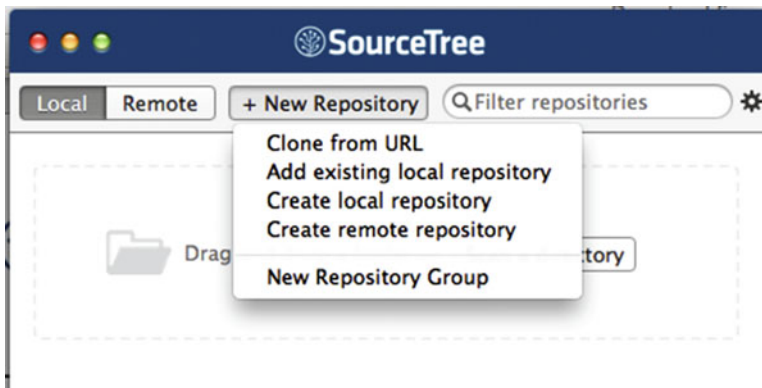 SourceTree
Local Remote + New Repository Filter repositories
Clone from URL
Add existing local repository
Create local repository
Create remote repository
Drag
New Repository Group